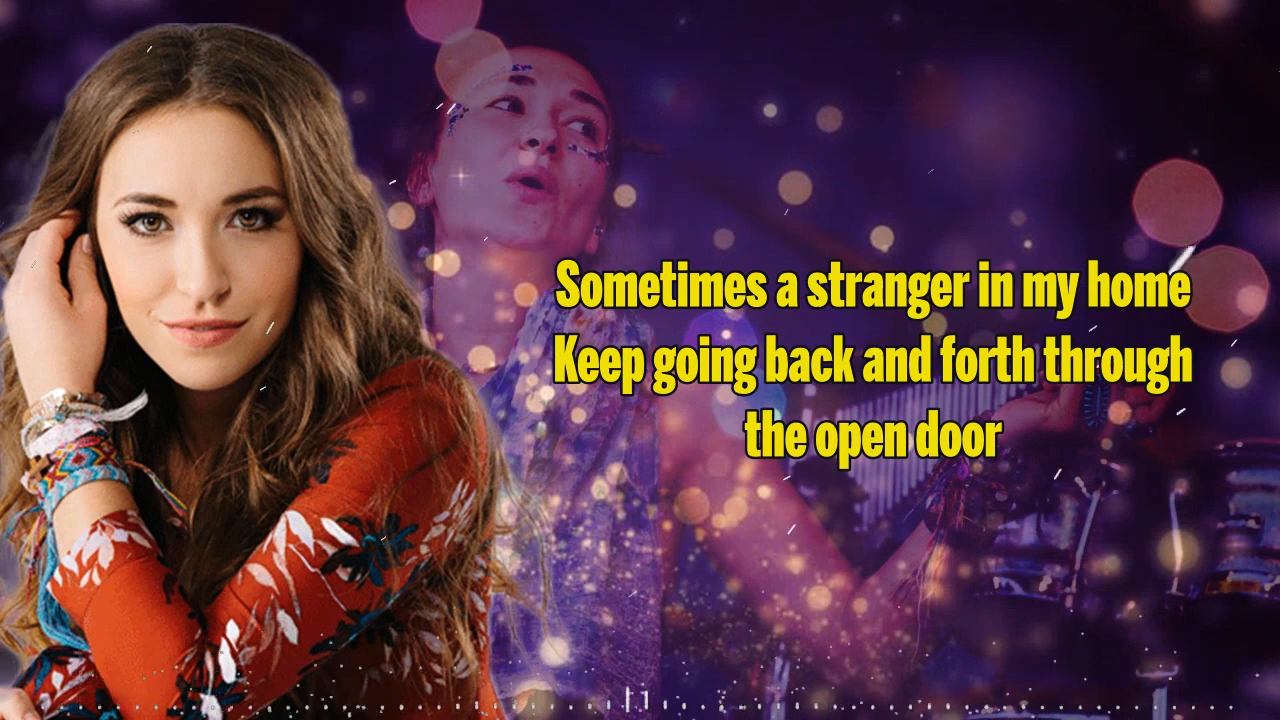 Sometimes a stranger in my home
Keep going back and forth through
the open door